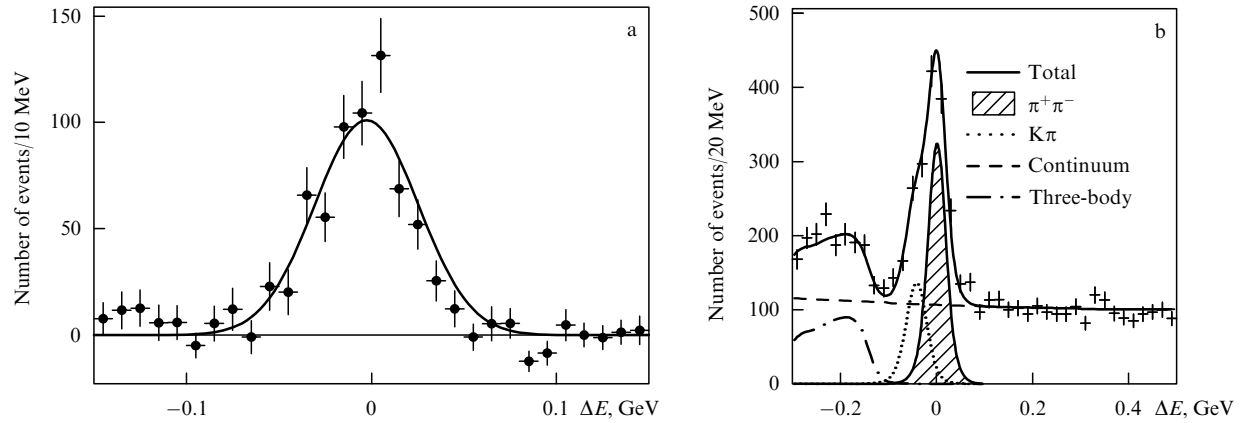 150
100
50
0
Number of events/10 MeV
a
−0.1
0
0.1
ΔE, GeV
500
400
300
200
100
0
Number of events/20 MeV
b
Total
π⁺π⁻
Kπ
Continuum
Three-body
−0.2
0
0.2
0.4
ΔE, GeV